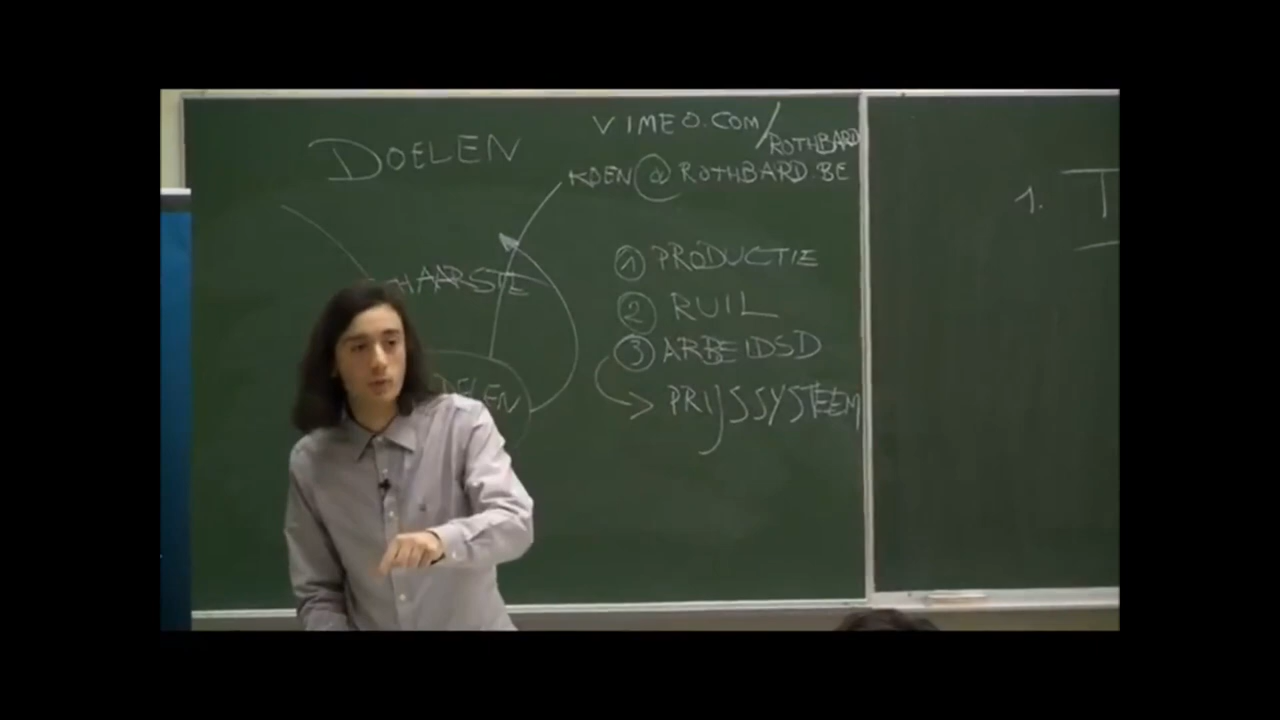 VIMEO.COM/ROTHBARD
DOELEN
KOEN@ROTHBARD.BE
1 PRODUCTIE
2 RUIL
3 ARBEIDSD
PRIJSSYSTEEM
1.